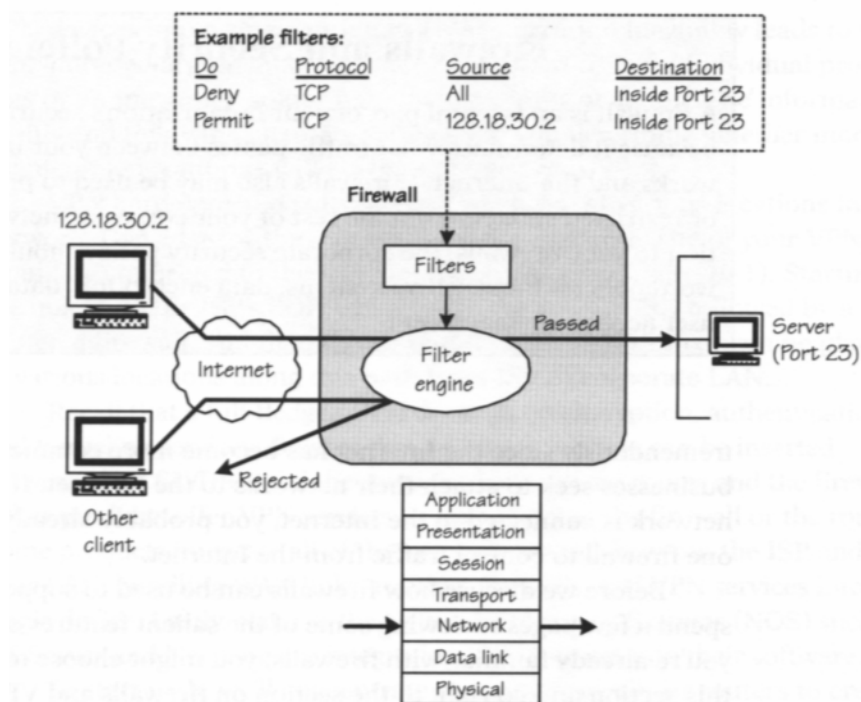 Example filters:
Do Protocol Source Destination
Deny TCP All Inside Port 23
Permit TCP 128.18.30.2 Inside Port 23
Firewall
128.18.30.2
Filters
Passed
Server
(Port 23)
Internet
Filter
engine
Rejected
Other
client
Application
Presentation
Session
Transport
Network
Data link
Physical